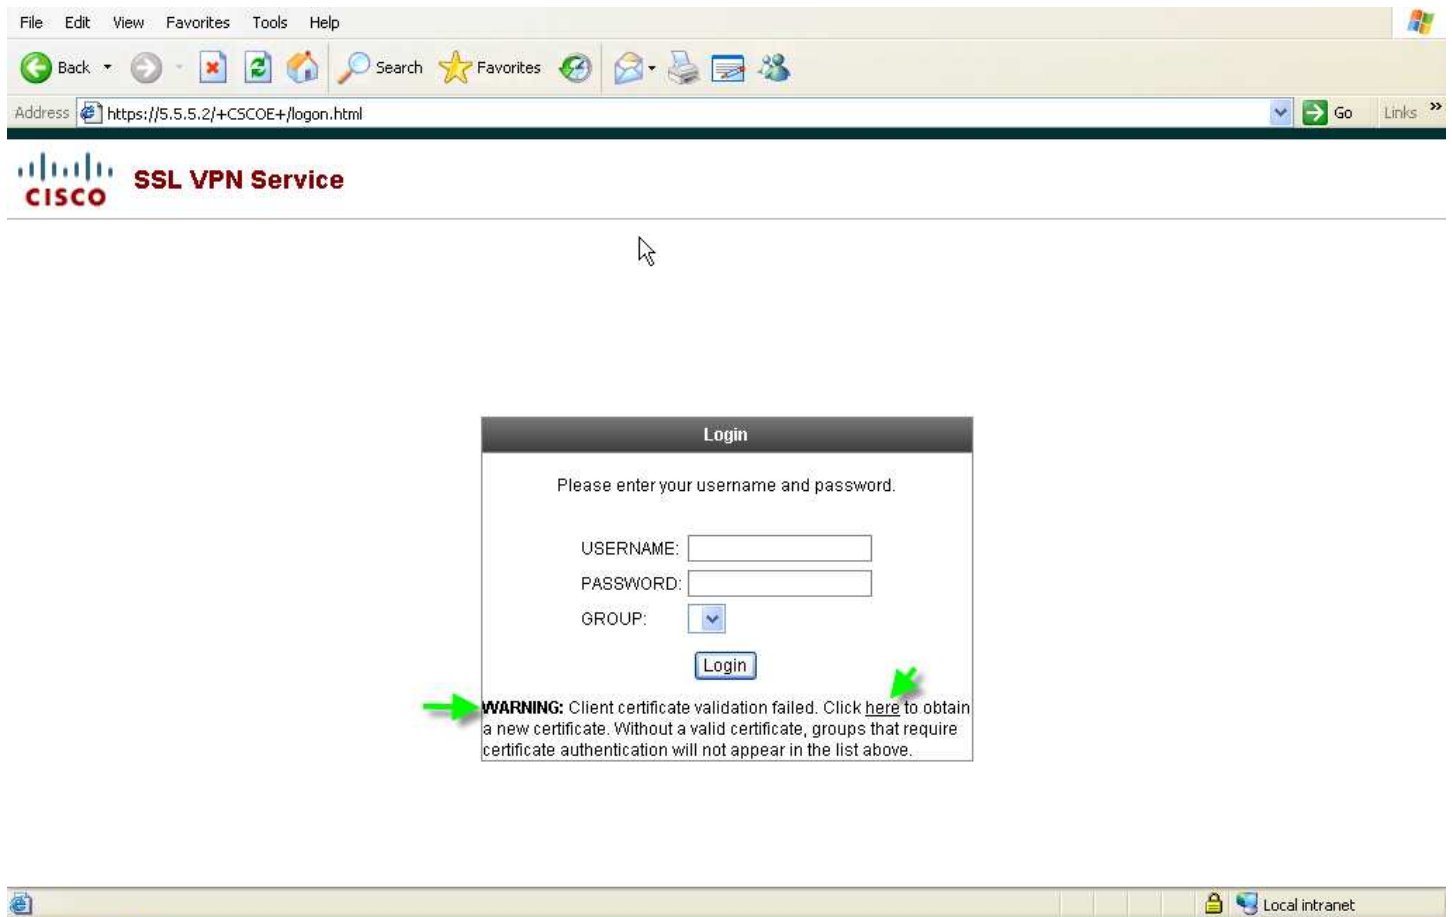 File Edit View Favorites Tools Help
Back Search Favorites
Address https://5.5.5.2/+CSCOE+/logon.html Go Links »
CISCO SSL VPN Service
Login
Please enter your username and password.
USERNAME:
PASSWORD:
GROUP:
Login
WARNING: Client certificate validation failed. Click here to obtain
a new certificate. Without a valid certificate, groups that require
certificate authentication will not appear in the list above.
Local intranet